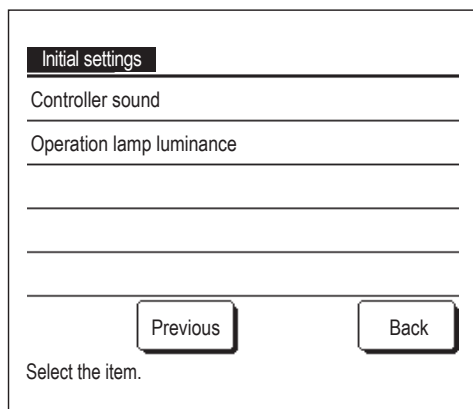 Initial settings
Controller sound
Operation lamp luminance
Previous Back
Select the item.